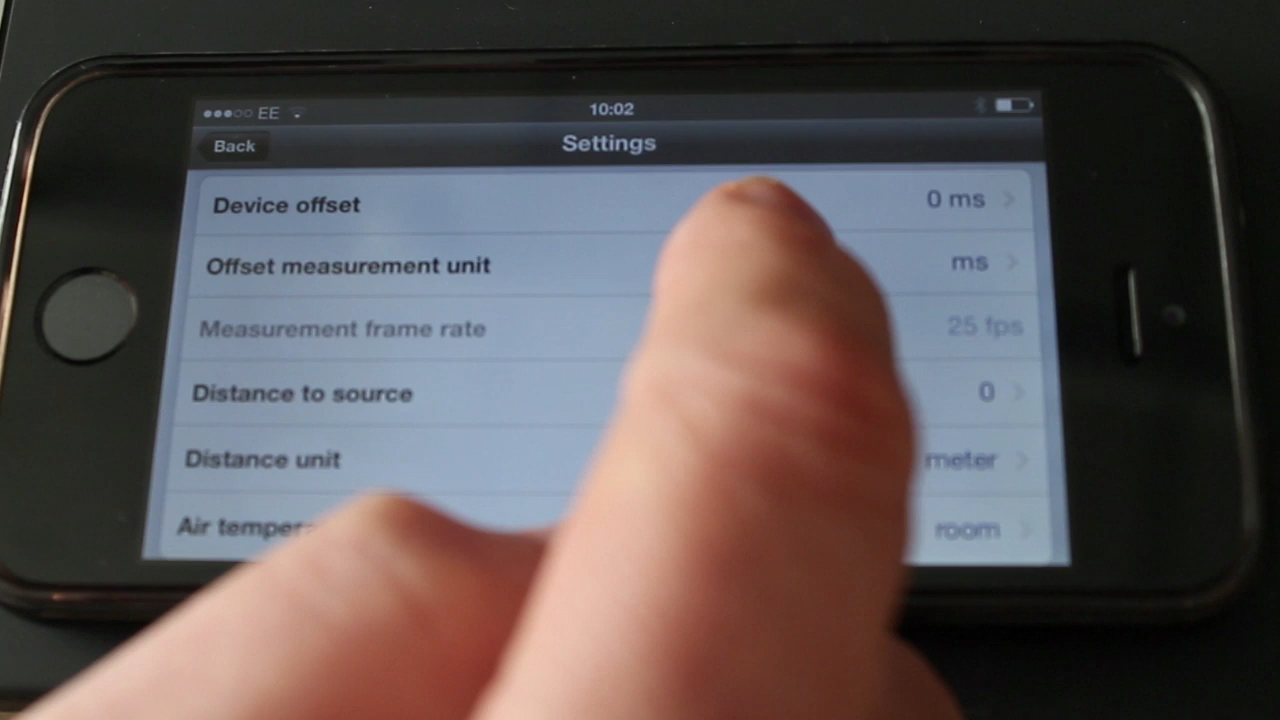 EE 10:02
Back Settings
Device offset 0 ms
Offset measurement unit ms
Measurement frame rate 25 fps
Distance to source 0
Distance unit meter
Air room